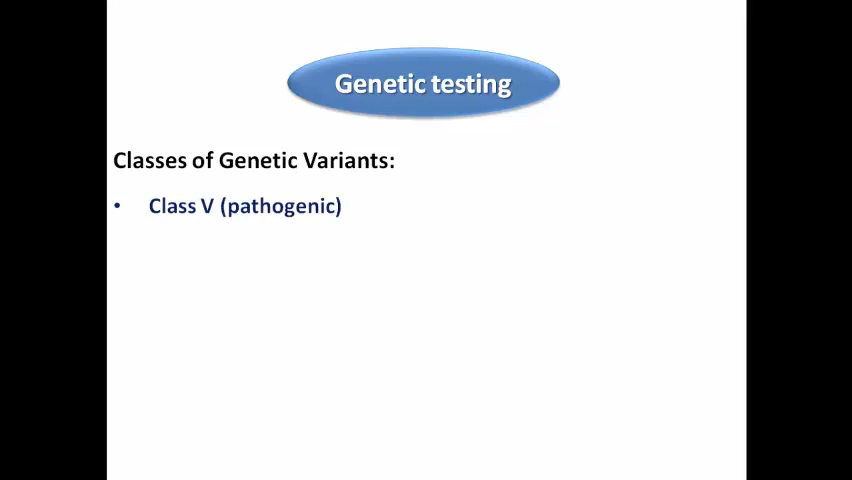 Genetic testing
Classes of Genetic Variants:
• Class V (pathogenic)